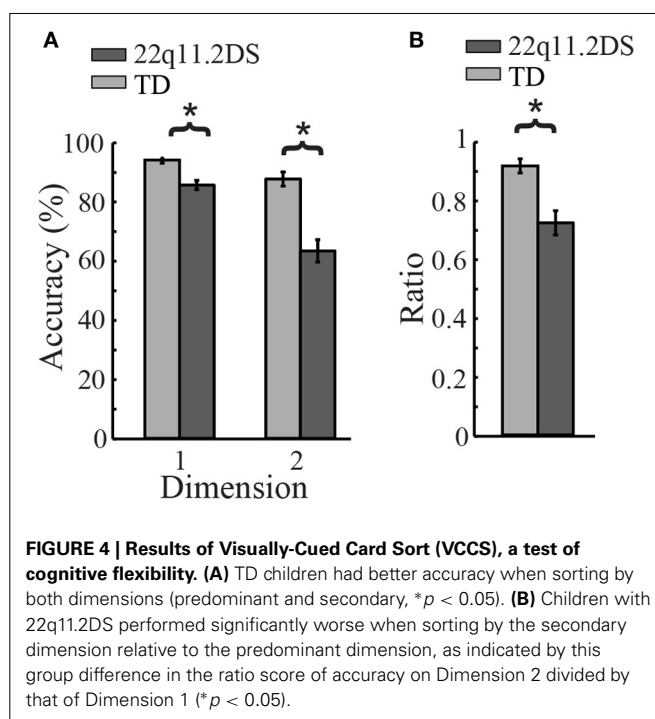 A
22q11.2DS
TD
*
*
100
80
60
40
20
0
Accuracy (%)
1
2
Dimension
B
22q11.2DS
TD
*
1
0.8
0.6
0.4
0.2
0
Ratio
FIGURE 4 | Results of Visually-Cued Card Sort (VCCS), a test of
cognitive flexibility. (A) TD children had better accuracy when sorting by
both dimensions (predominant and secondary, *p < 0.05). (B) Children with
22q11.2DS performed significantly worse when sorting by the secondary
dimension relative to the predominant dimension, as indicated by this
group difference in the ratio score of accuracy on Dimension 2 divided by
that of Dimension 1 (*p < 0.05).